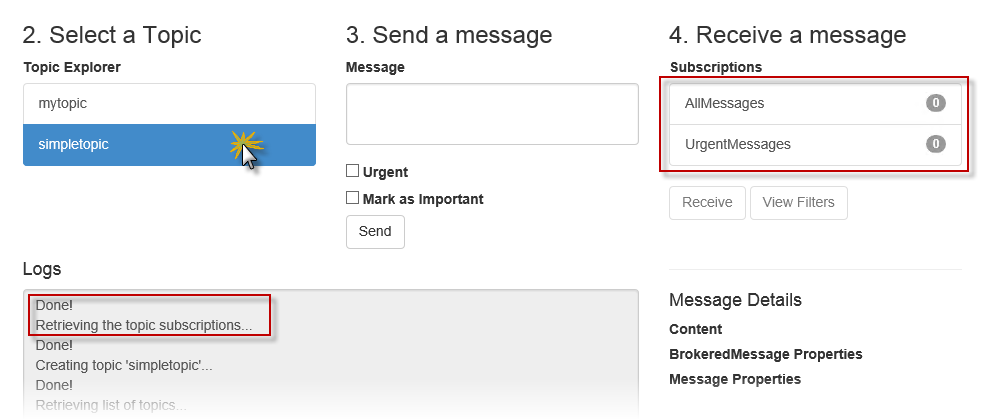 2. Select a Topic
Topic Explorer
mytopic
simpletopic
3. Send a message
Message
Urgent
Mark as Important
Send
4. Receive a message
Subscriptions
AllMessages 0
UrgentMessages 0
Receive View Filters
Logs
Done!
Retrieving the topic subscriptions...
Done!
Creating topic 'simpletopic'...
Done!
Retrieving list of topics...
Message Details
Content
BrokeredMessage Properties
Message Properties